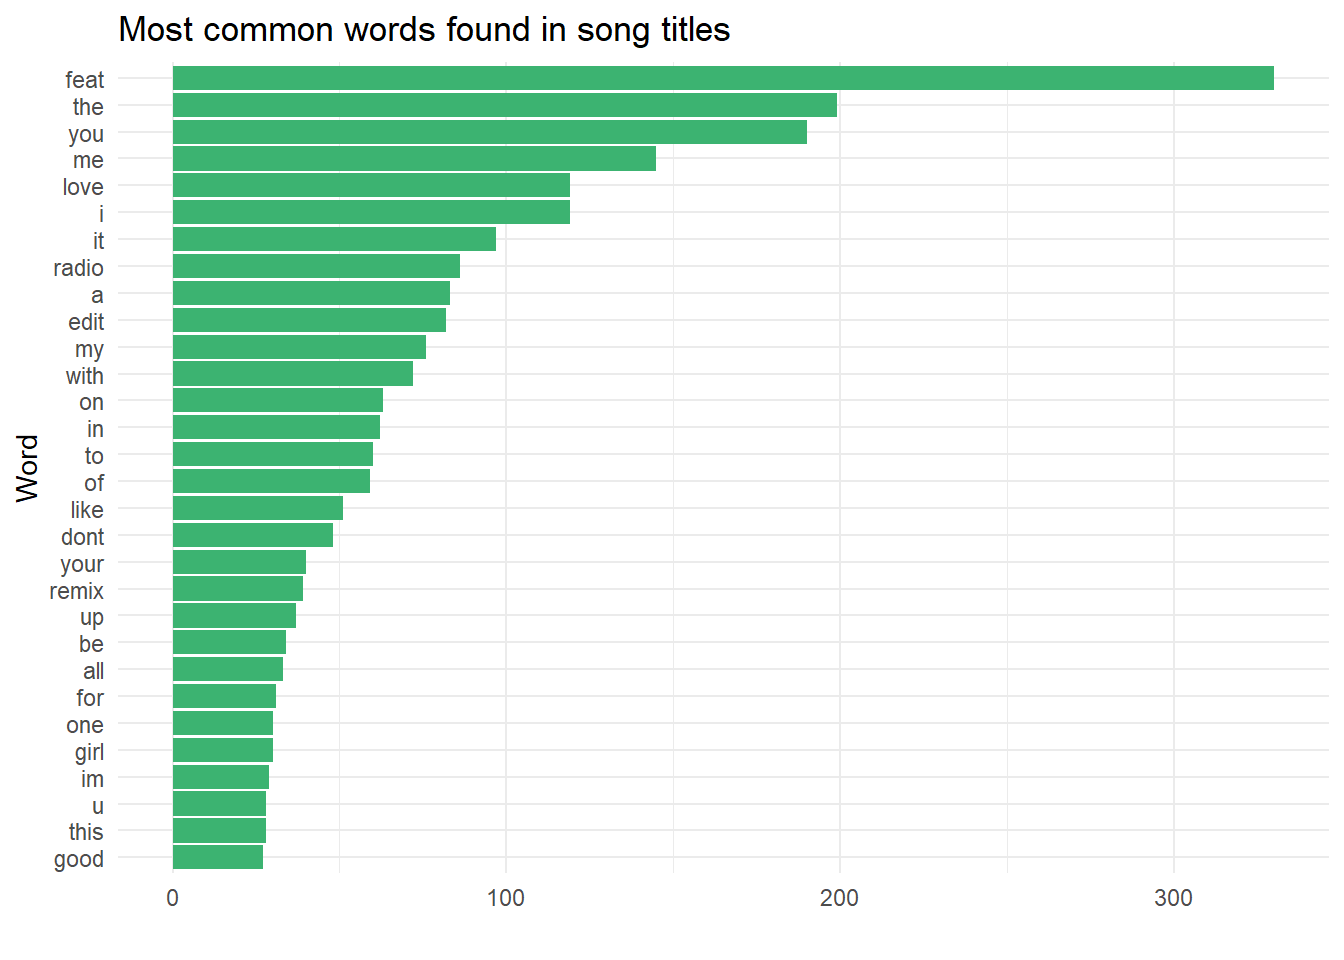 Most common words found in song titles
feat
the
you
me
love
i
it
radio
a
edit
my
with
on
in
to
of
like
dont
your
remix
up
be
all
for
one
girl
im
u
this
good
Word
0 100 200 300